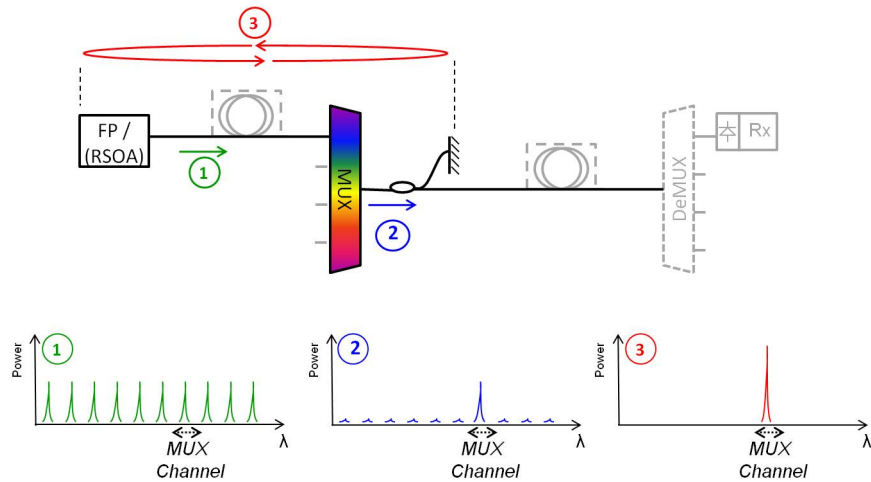 3
FP /
(RSOA)
1
MUX
2
DeMUX
Rx
Power
1
λ
MUX
Channel
Power
2
λ
MUX
Channel
Power
3
λ
MUX
Channel